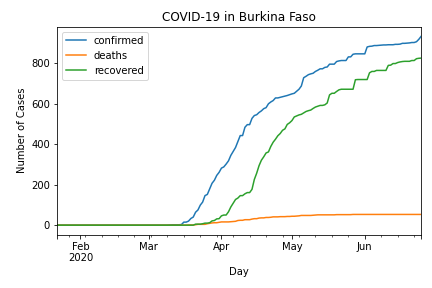 COVID-19 in Burkina Faso
confirmed
deaths
recovered
800
600
400
200
0
Number of Cases
Feb
2020
Mar
Apr
May
Jun
Day